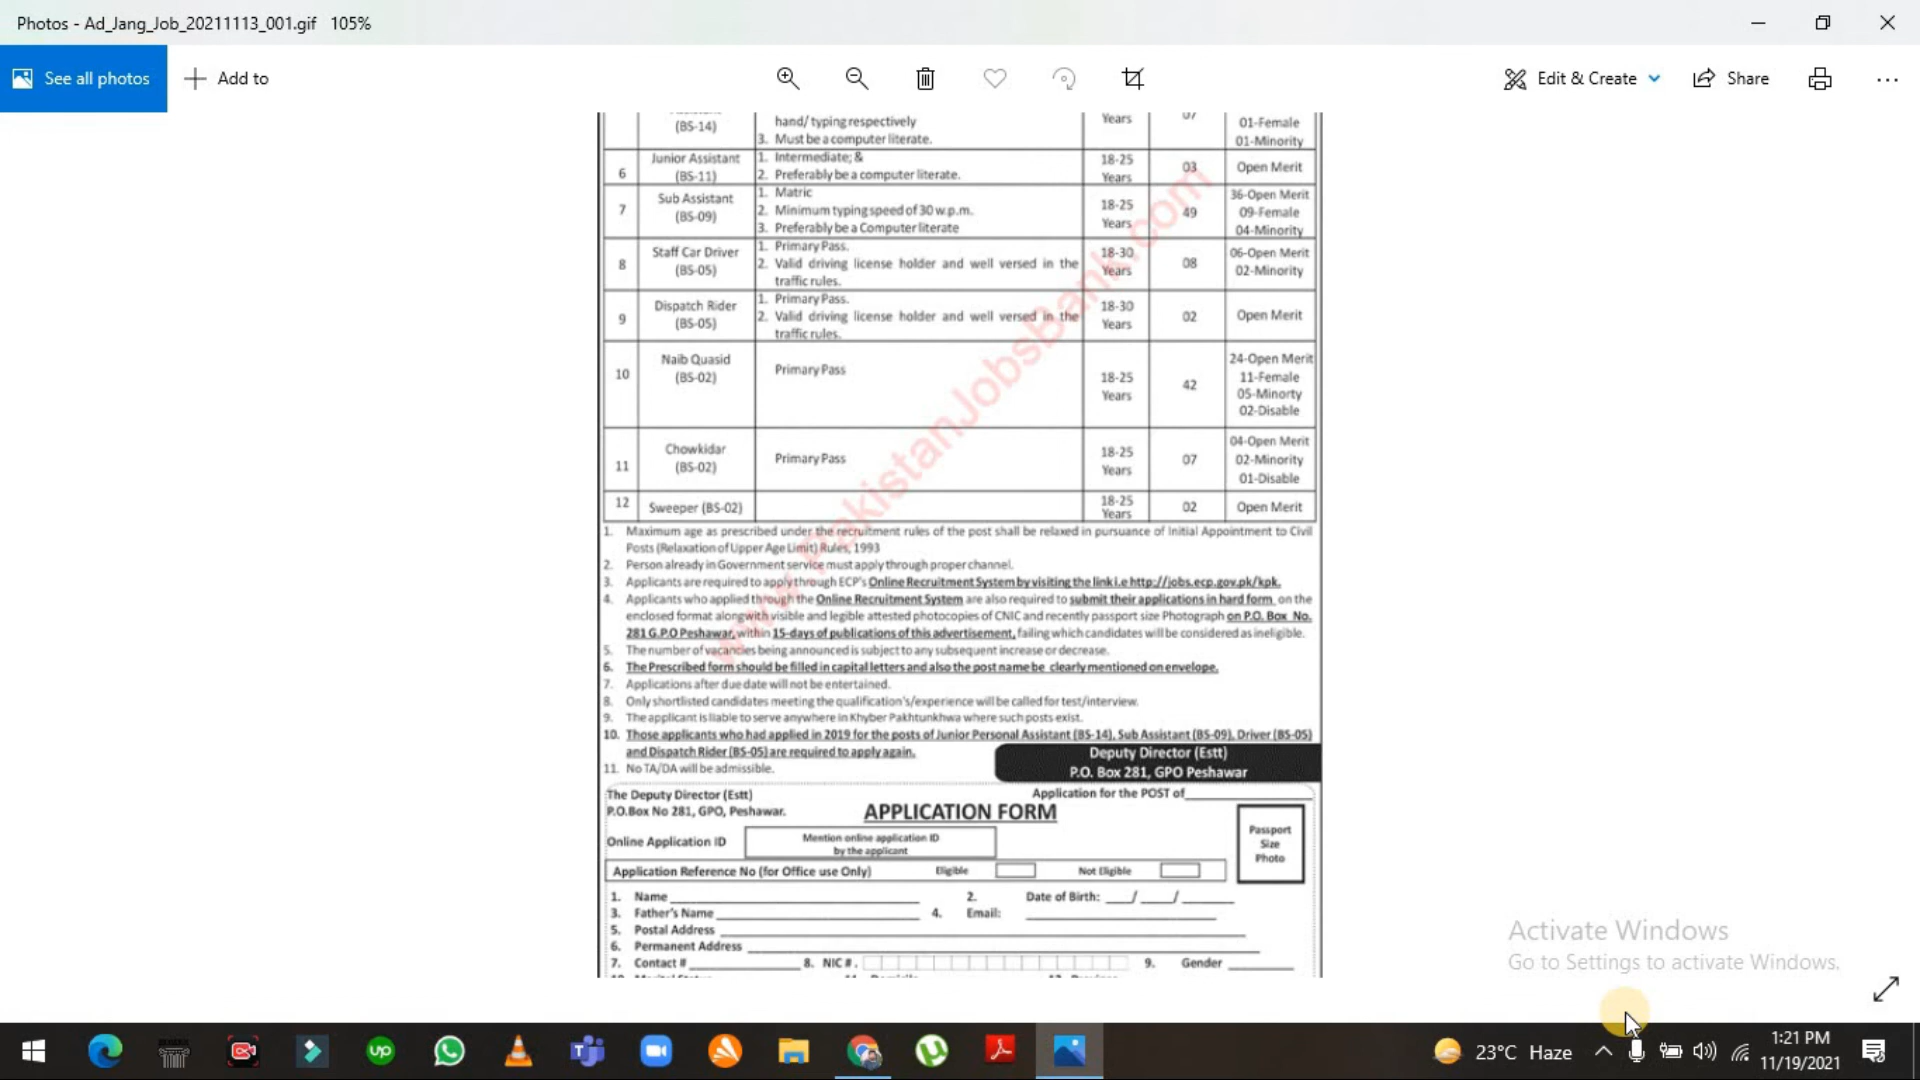 Photos - Ad_Jang_Job_20211113_001.gif 105%
See all photos
Add to
Edit & Create
Share
(BS-14)
hand/ typing respectively
3. Must be a computer literate.
Years
07
01-Female
01-Minority
6
Junior Assistant
(BS-11)
1. Intermediate; &
2. Preferably be a computer literate.
18-25
Years
03
Open Merit
7
Sub Assistant
(BS-09)
1. Matric
2. Minimum typing speed of 30 w.p.m.
3. Preferably be a Computer literate
18-25
Years
49
36-Open Merit
09-Female
04-Minority
8
Staff Car Driver
(BS-05)
1. Primary Pass.
2. Valid driving license holder and well versed in the
traffic rules.
18-30
Years
08
06-Open Merit
02-Minority
9
Dispatch Rider
(BS-05)
1. Primary Pass.
2. Valid driving license holder and well versed in the
traffic rules.
18-30
Years
02
Open Merit
10
Naib Quasid
(BS-02)
Primary Pass
18-25
Years
42
24-Open Merit
11-Female
05-Minorty
02-Disable
11
Chowkidar
(BS-02)
Primary Pass
18-25
Years
07
04-Open Merit
02-Minority
01-Disable
12
Sweeper (BS-02)
18-25
Years
02
Open Merit
www.PakistanJobsBank.com
1. Maximum age as prescribed under the recruitment rules of the post shall be relaxed in pursuance of Initial Appointment to Civil
Posts (Relaxation of Upper Age Limit) Rules, 1993
2. Person already in Government service must apply through proper channel.
3. Applicants are required to apply through ECP's Online Recruitment System by visiting the link i.e http://jobs.ecp.gov.pk/kpk.
4. Applicants who applied through the Online Recruitment System are also required to submit their applications in hard form on the
enclosed format alongwith visible and legible attested photocopies of CNIC and recently passport size Photograph on P.O. Box No.
281 G.P.O Peshawar, within 15-days of publications of this advertisement, failing which candidates will be considered as ineligible.
5. The number of vacancies being announced is subject to any subsequent increase or decrease.
6. The Prescribed form should be filled in capital letters and also the post name be clearly mentioned on envelope.
7. Applications after due date will not be entertained.
8. Only shortlisted candidates meeting the qualification's/experience will be called for test/interview.
9. The applicant is liable to serve anywhere in Khyber Pakhtunkhwa where such posts exist.
10. Those applicants who had applied in 2019 for the posts of Junior Personal Assistant (BS-14), Sub Assistant (BS-09), Driver (BS-05)
and Dispatch Rider (BS-05) are required to apply again.
11. No TA/DA will be admissible.
Deputy Director (Estt)
P.O. Box 281, GPO Peshawar
The Deputy Director (Estt)
P.O.Box No 281, GPO, Peshawar.
APPLICATION FORM
Application for the POST of
Online Application ID
Mention online application ID
by the applicant
Passport
Size
Photo
Application Reference No (for Office use Only) Eligible Not Eligible
1. Name 2. Date of Birth: / /
3. Father's Name 4. Email:
5. Postal Address
6. Permanent Address
7. Contact # 8. NIC #. 9. Gender
Activate Windows
Go to Settings to activate Windows.
up
23°C Haze
1:21 PM
11/19/2021